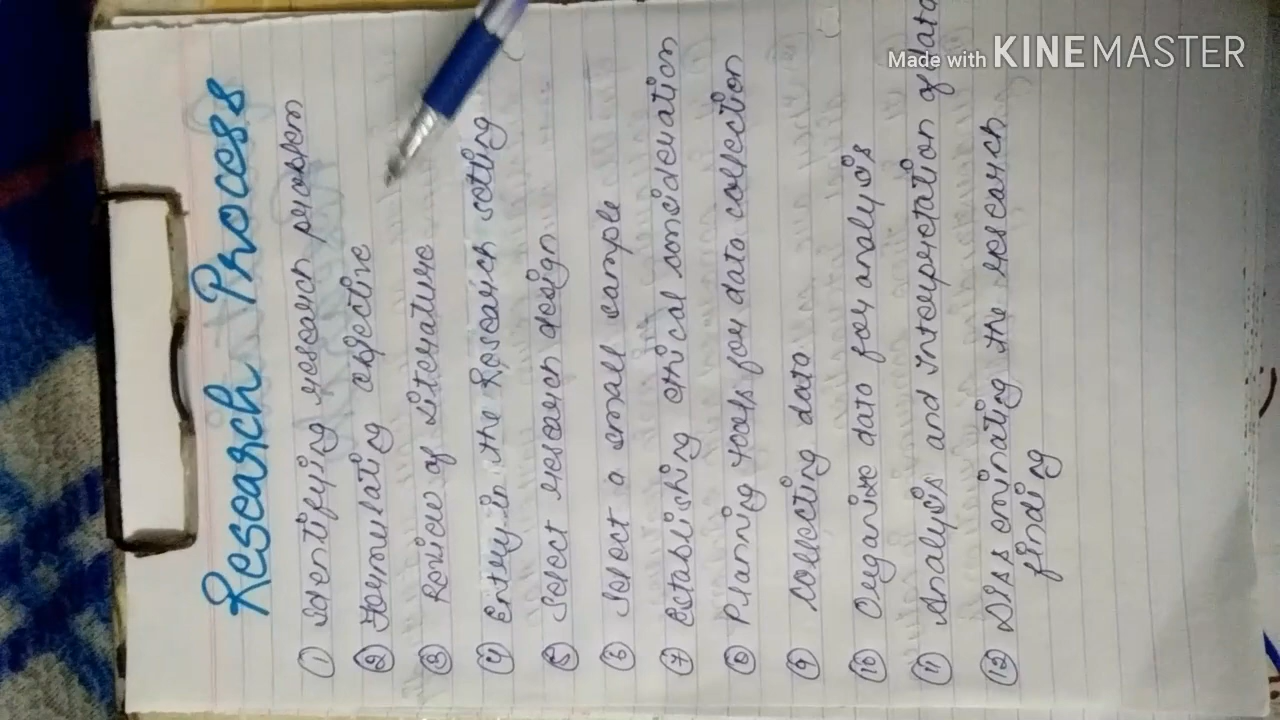 Research Process
① Identifying research problem
② Formulating objective
③ Review of Literature
④ Entry in the Research setting
⑤ Select research design
⑥ Select a small sample
⑦ Establishing ethical consideration
⑧ Planning tools for data collection
⑨ Collecting data
⑩ Organize data for analysis
⑪ Analysis and Interpretation of data
⑫ Disseminating the research
finding
Made with KINEMASTER